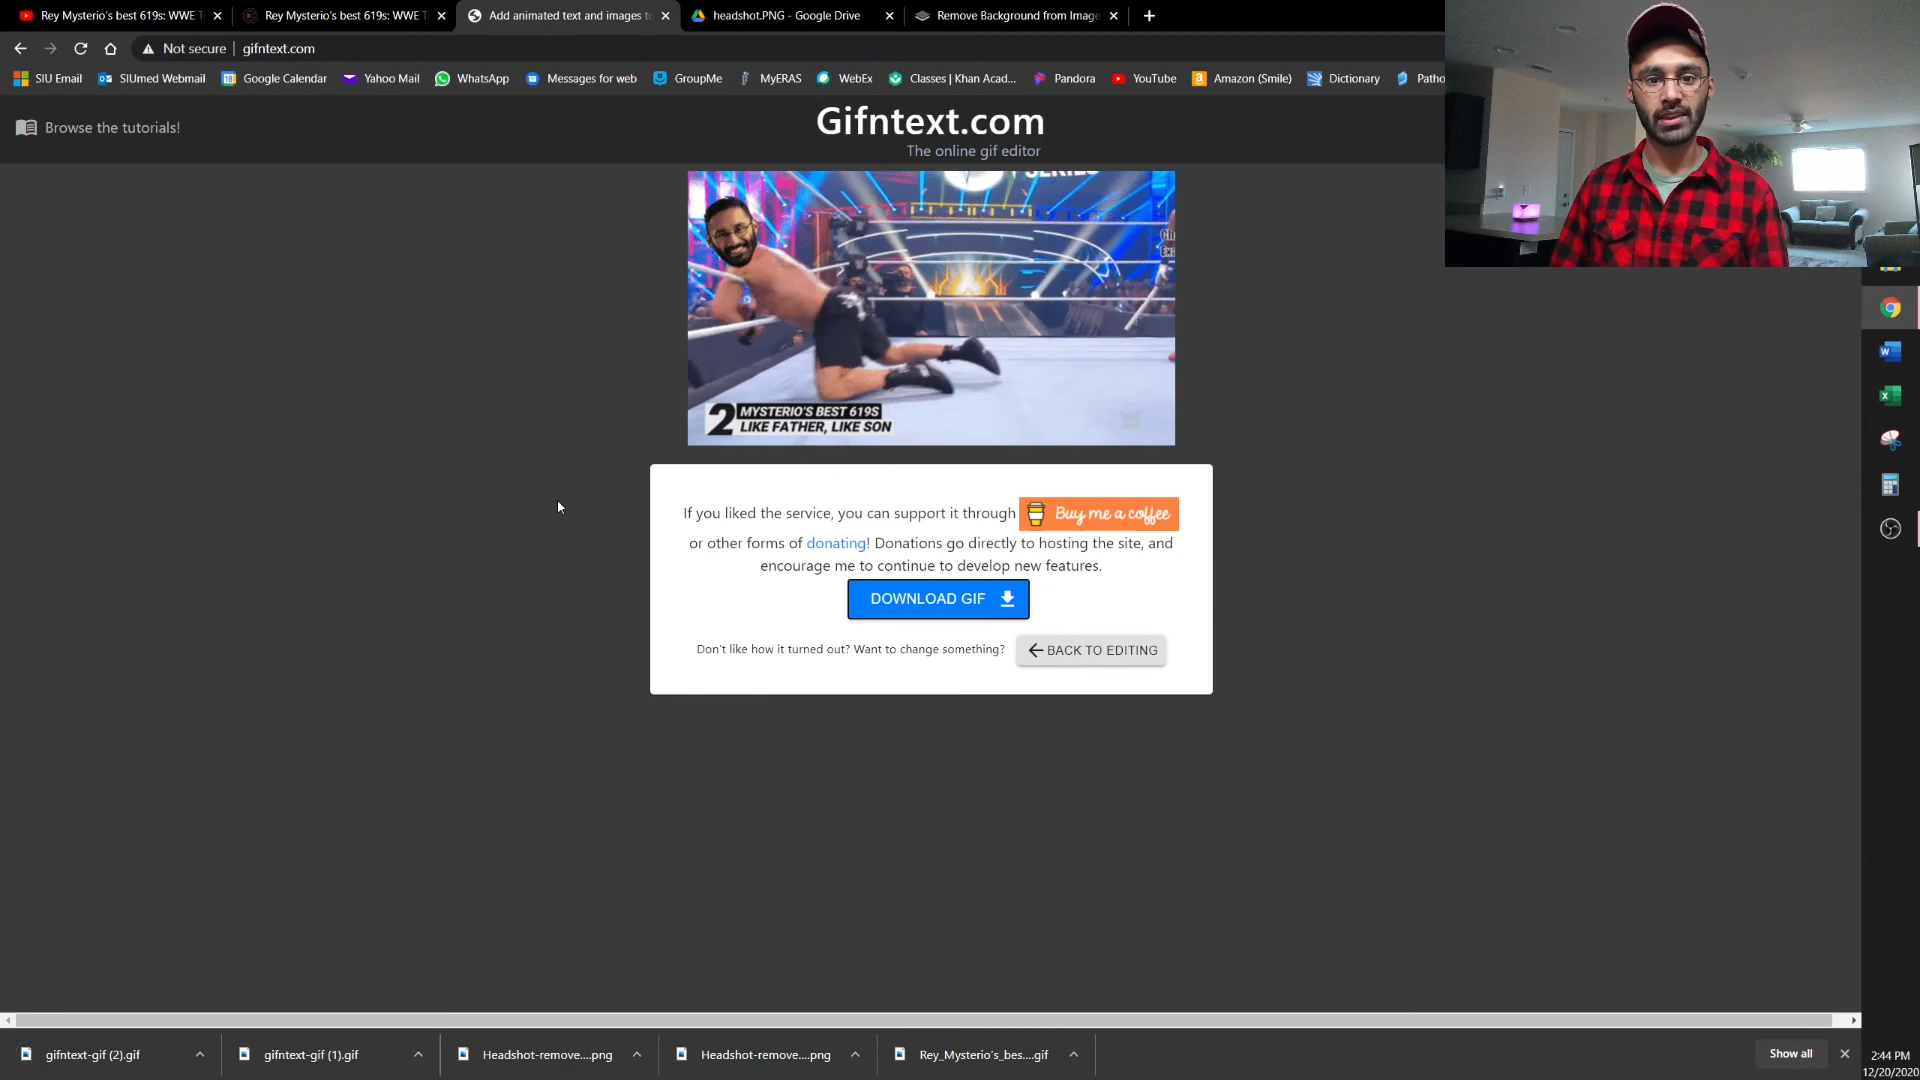 Rey Mysterio's best 619s: WWE T
Rey Mysterio's best 619s: WWE T
Add animated text and images to
headshot.PNG - Google Drive
Remove Background from Image
Not secure
gifntext.com
SIU Email
SIUmed Webmail
Google Calendar
Yahoo Mail
WhatsApp
Messages for web
GroupMe
MyERAS
WebEx
Classes | Khan Acad...
Pandora
YouTube
Amazon (Smile)
Dictionary
Patho
Browse the tutorials!
Gifntext.com
The online gif editor
2 MYSTERIO'S BEST 619S
LIKE FATHER, LIKE SON
If you liked the service, you can support it through Buy me a coffee
or other forms of donating! Donations go directly to hosting the site, and
encourage me to continue to develop new features.
DOWNLOAD GIF
Don't like how it turned out? Want to change something?
BACK TO EDITING
gifntext-gif (2).gif
gifntext-gif (1).gif
Headshot-remove....png
Headshot-remove....png
Rey_Mysterio's_bes....gif
Show all
2:44 PM
12/20/2020